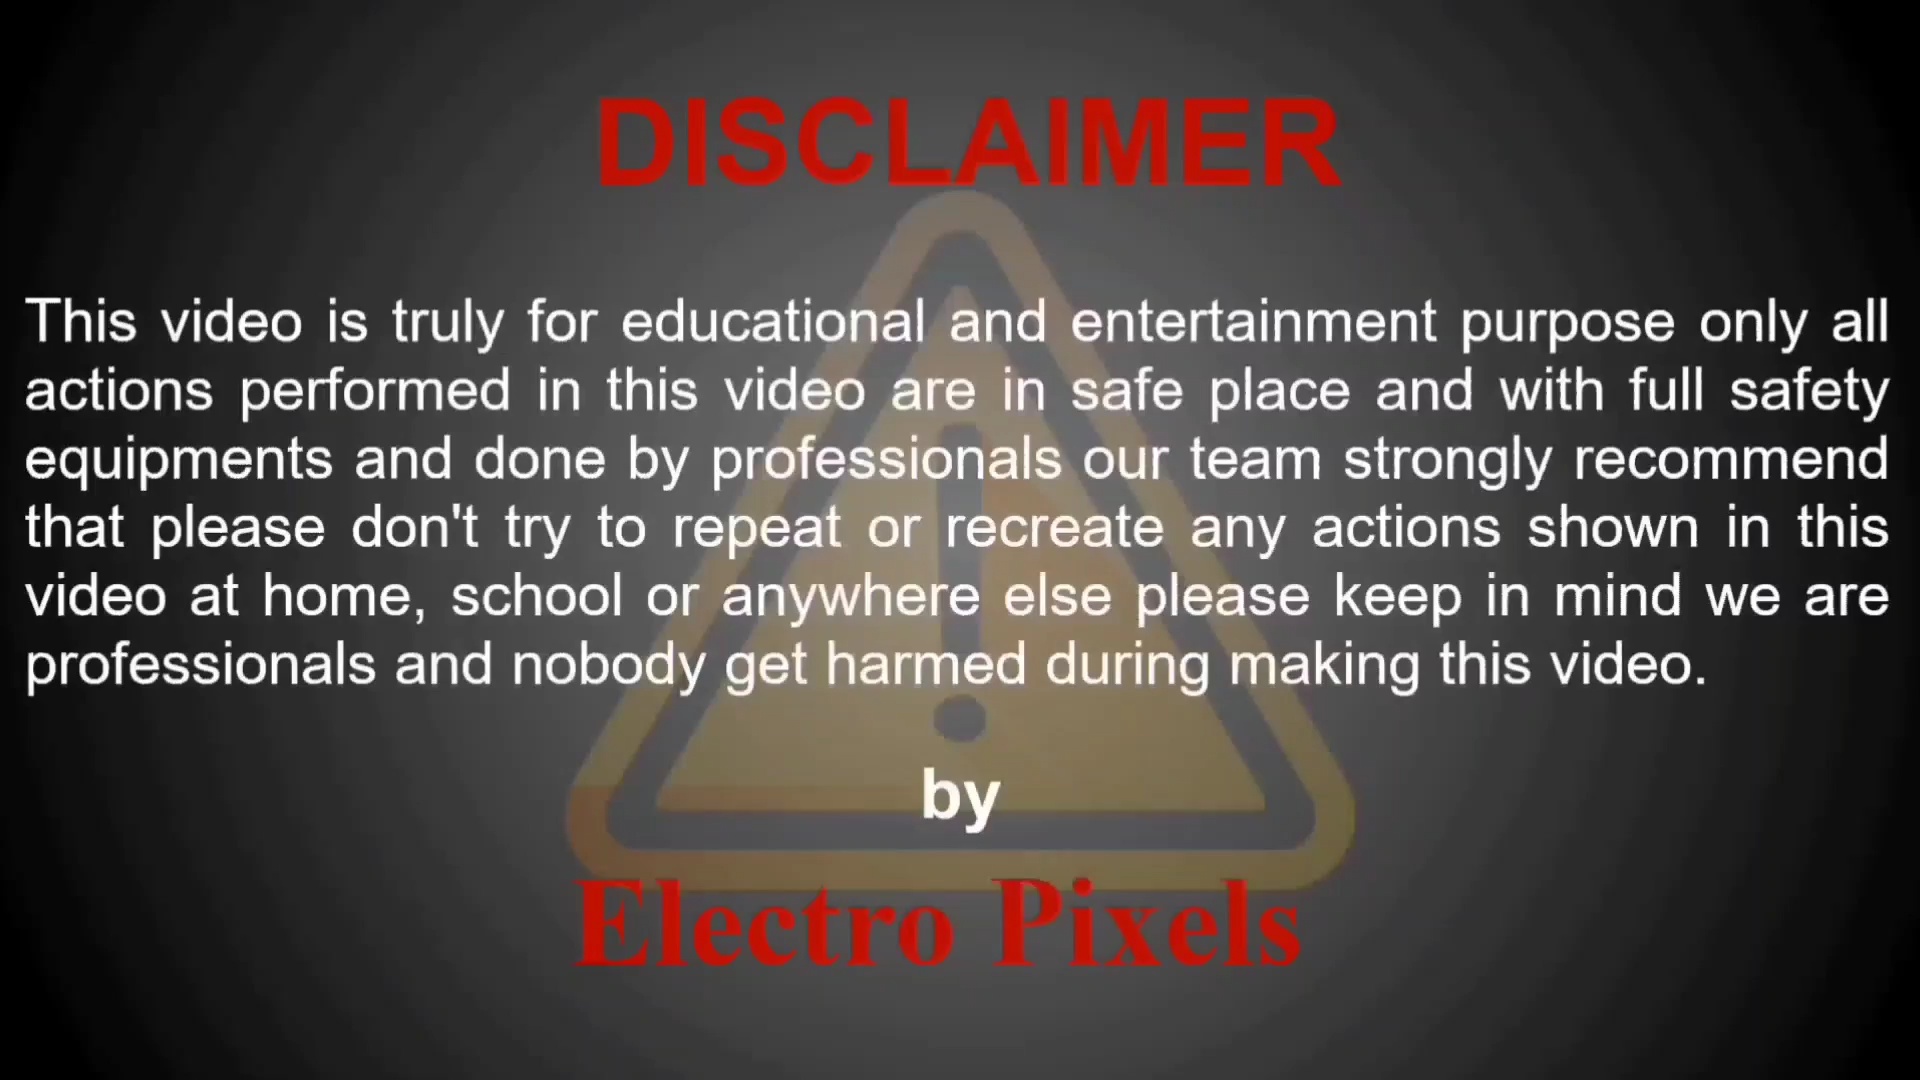 DISCLAIMER
This video is truly for educational and entertainment purpose only all
actions performed in this video are in safe place and with full safety
equipments and done by professionals our team strongly recommend
that please don't try to repeat or recreate any actions shown in this
video at home, school or anywhere else please keep in mind we are
professionals and nobody get harmed during making this video.
by
Electro Pixels